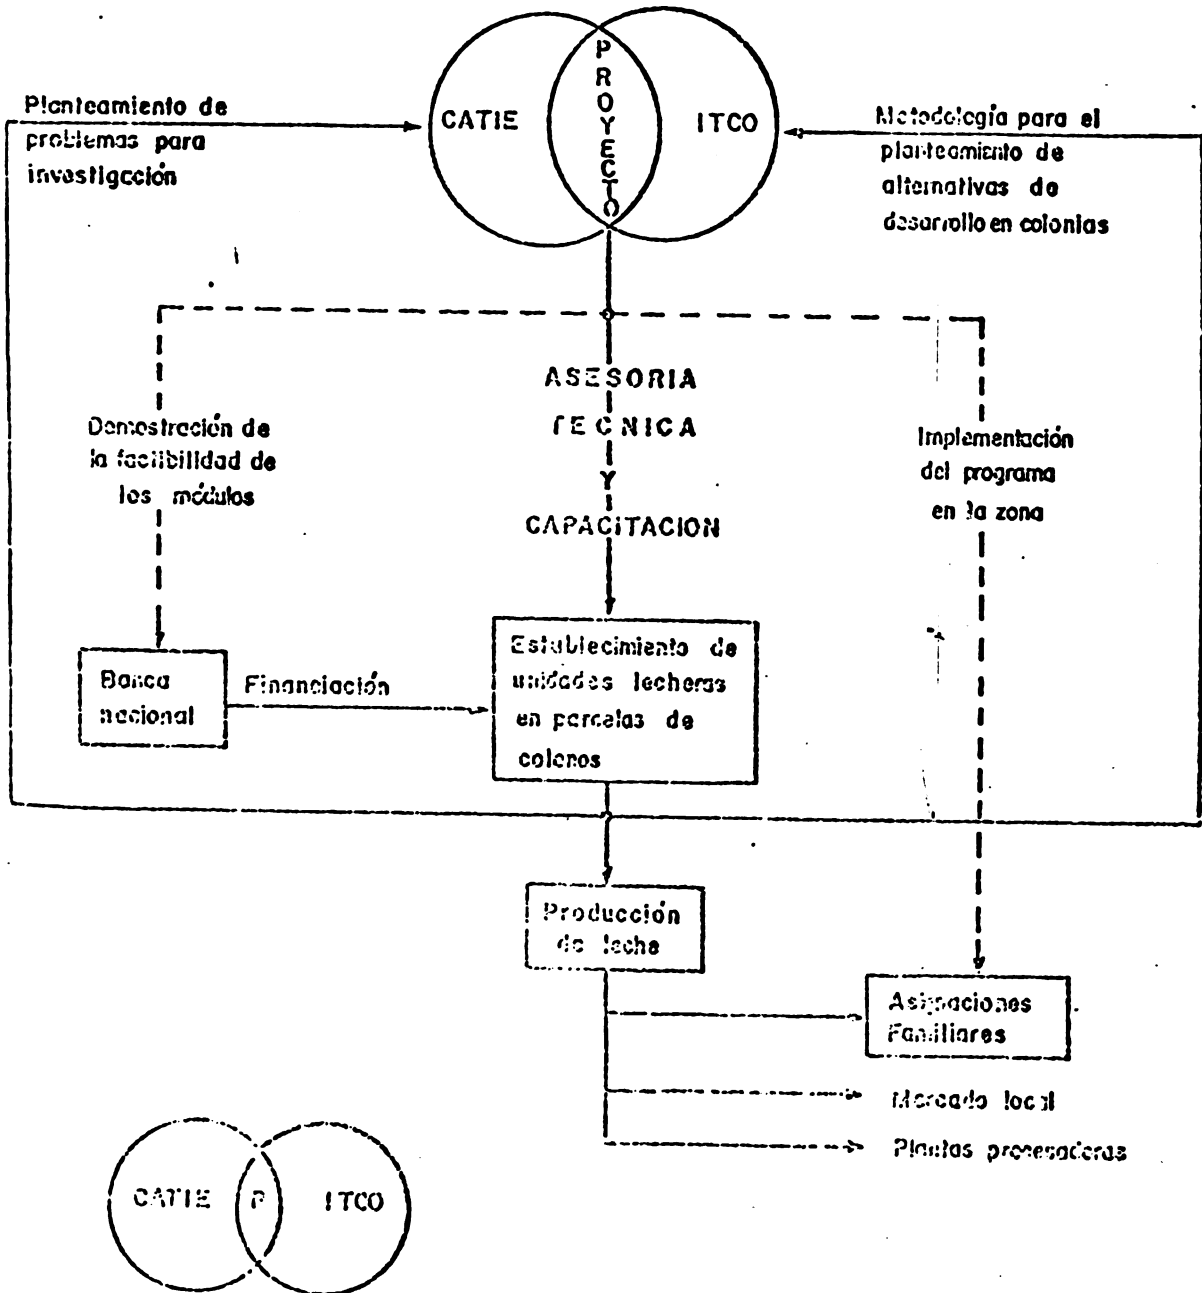 PROYECTO
CATIE
ITCO
Planteamiento de
problemas para
investigación
Metodología para el
planteamiento de
alternativas de
desarrollo en colonias
ASESORIA
TECNICA
Y
CAPACITACION
Demostración de
la factibilidad de
los módulos
Implementación
del programa
en la zona
Banca
nacional
Financiación
Establecimiento de
unidades lecheras
en parcelas de
colonos
Producción
de leche
Asignaciones
Familiares
Mercado local
Plantas procesadoras
CATIE P ITCO